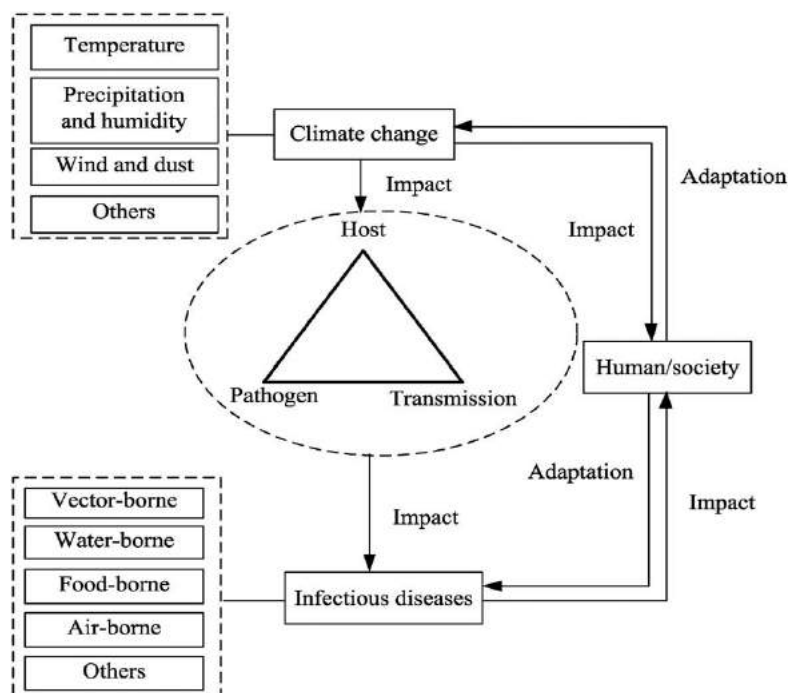 Temperature
Precipitation
and humidity
Wind and dust
Others
Climate change
Impact
Adaptation
Impact
Host
Pathogen
Transmission
Human/society
Adaptation
Impact
Impact
Vector-borne
Water-borne
Food-borne
Air-borne
Others
Infectious diseases